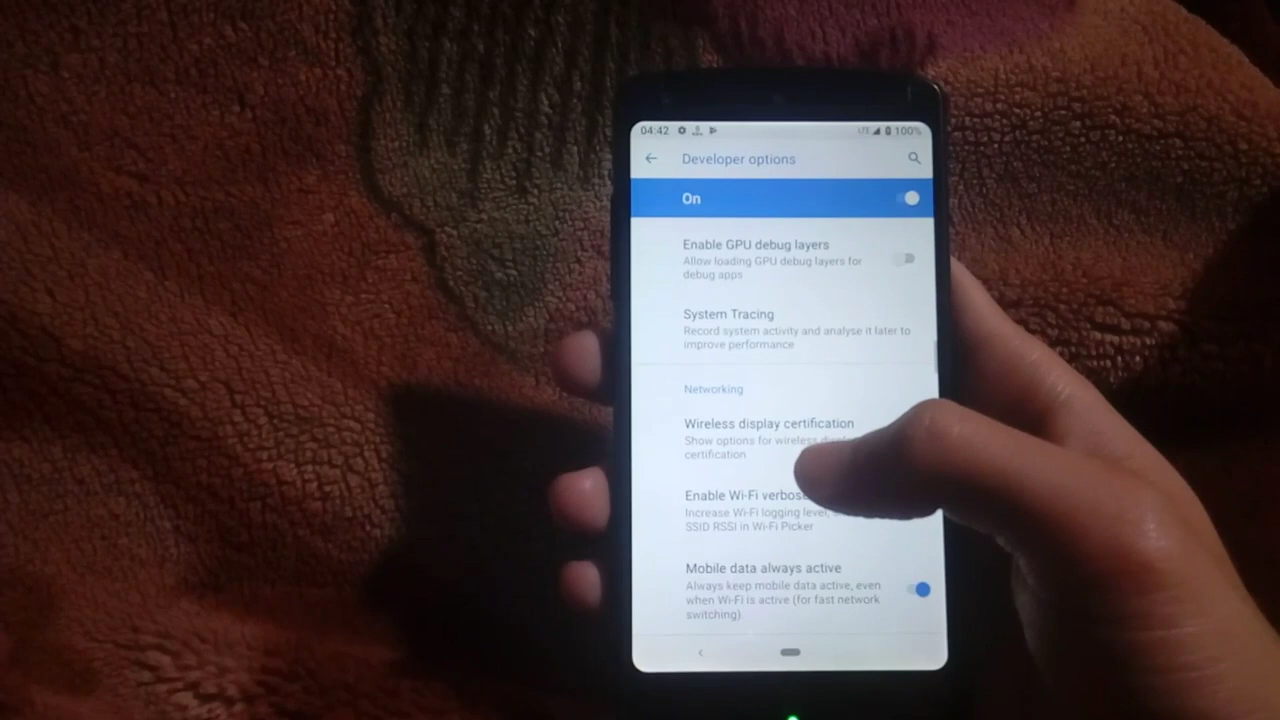 04:42 LTE 100%
Developer options
On
Enable GPU debug layers
Allow loading GPU debug layers for
debug apps
System Tracing
Record system activity and analyse it later to
improve performance
Networking
Wireless display certification
Show options for wireless
certification
Enable Wi-Fi verbose
Increase Wi-Fi logging level,
SSID RSSI in Wi-Fi Picker
Mobile data always active
Always keep mobile data active, even
when Wi-Fi is active (for fast network
switching).